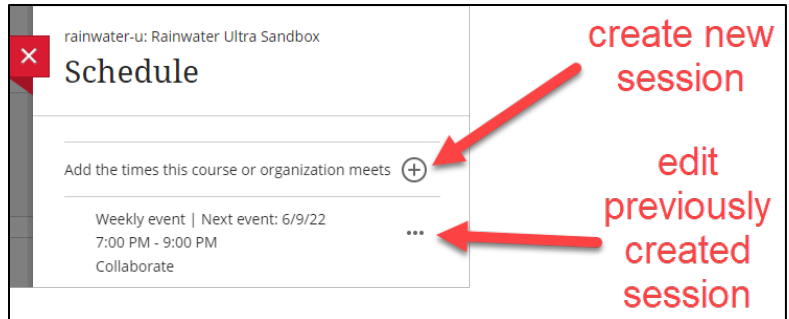 rainwater-u: Rainwater Ultra Sandbox
Schedule
Add the times this course or organization meets
Weekly event | Next event: 6/9/22
7:00 PM - 9:00 PM
Collaborate
create new
session
edit
previously
created
session